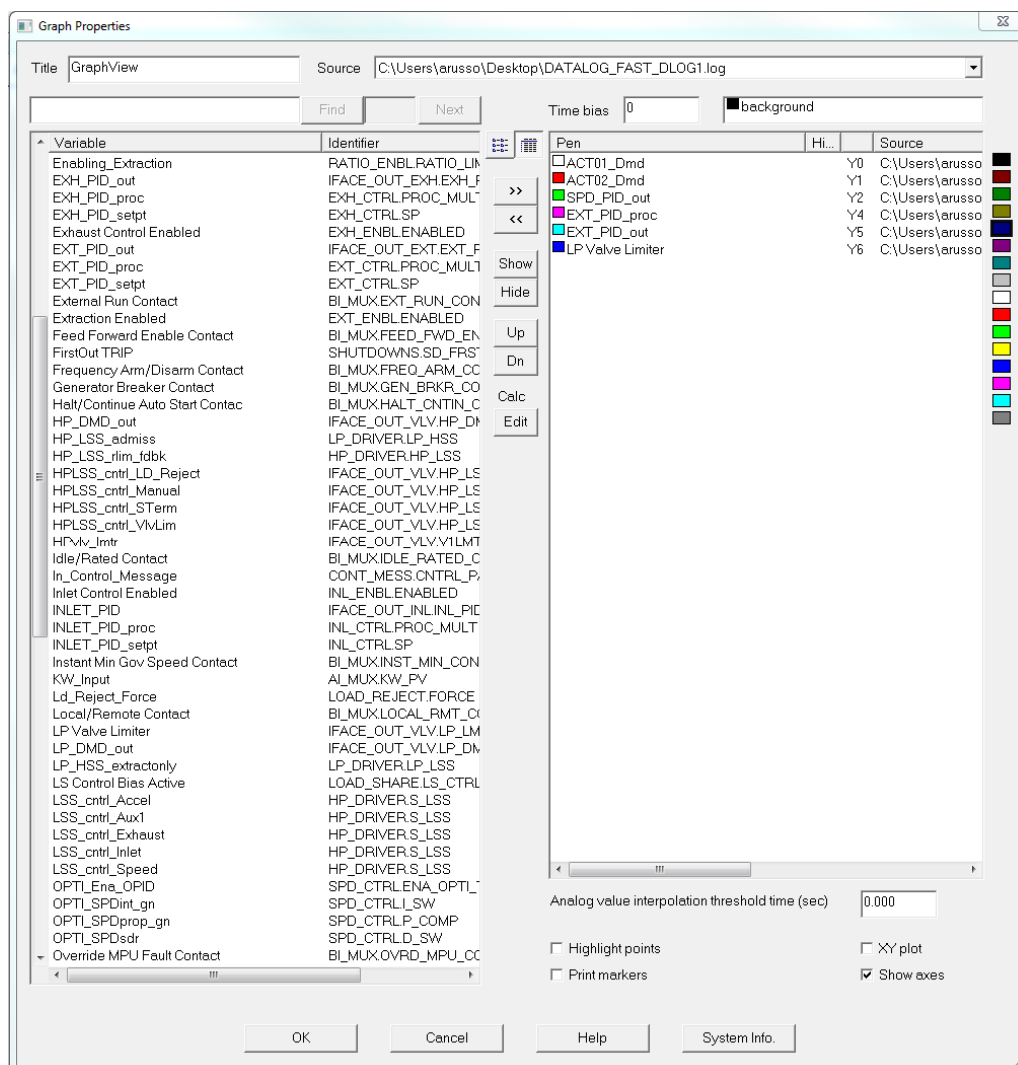 Graph Properties
Title GraphView Source C:\Users\arusso\Desktop\DATALOG_FAST_DLOG1.log
Find Next Time bias 0 background
Variable Identifier
Enabling_Extraction RATIO_ENBL.RATIO_LIM
EXH_PID_out IFACE_OUT_EXH.EXH_F
EXH_PID_proc EXH_CTRL.PROC_MULT
EXH_PID_setpt EXH_CTRL.SP
Exhaust Control Enabled EXH_ENBL.ENABLED
EXT_PID_out IFACE_OUT_EXT.EXT_F
EXT_PID_proc EXT_CTRL.PROC_MULT
EXT_PID_setpt EXT_CTRL.SP
External Run Contact BI_MUX.EXT_RUN_CON
Extraction Enabled EXT_ENBL.ENABLED
Feed Forward Enable Contact BI_MUX.FEED_FWD_EN
FirstOut TRIP SHUTDOWNS.SD_FRST
Frequency Arm/Disarm Contact BI_MUX.FREQ_ARM_CC
Generator Breaker Contact BI_MUX.GEN_BRKR_CO
Halt/Continue Auto Start Contac BI_MUX.HALT_CNTIN_C
HP_DMD_out IFACE_OUT_VLV.HP_DM
HP_LSS_admiss LP_DRIVER.LP_HSS
HP_LSS_rlim_fdbk HP_DRIVER.HP_LSS
HPLSS_cntrl_LD_Reject IFACE_OUT_VLV.HP_LS
HPLSS_cntrl_Manual IFACE_OUT_VLV.HP_LS
HPLSS_cntrl_STerm IFACE_OUT_VLV.HP_LS
HPLSS_cntrl_VlvLim IFACE_OUT_VLV.HP_LS
HPvlv_lmtr IFACE_OUT_VLV.V1LMT
Idle/Rated Contact BI_MUX.IDLE_RATED_C
In_Control_Message CONT_MESS.CNTRL_PA
Inlet Control Enabled INL_ENBL.ENABLED
INLET_PID IFACE_OUT_INL.INL_PID
INLET_PID_proc INL_CTRL.PROC_MULT
INLET_PID_setpt INL_CTRL.SP
Instant Min Gov Speed Contact BI_MUX.INST_MIN_CON
KW_Input AI_MUX.KW_PV
Ld_Reject_Force LOAD_REJECT.FORCE
Local/Remote Contact BI_MUX.LOCAL_RMT_CO
LP Valve Limiter IFACE_OUT_VLV.LP_LM
LP_DMD_out IFACE_OUT_VLV.LP_DM
LP_HSS_extractonly LP_DRIVER.LP_LSS
LS Control Bias Active LOAD_SHARE.LS_CTRL
LSS_cntrl_Accel HP_DRIVER.S_LSS
LSS_cntrl_Aux1 HP_DRIVER.S_LSS
LSS_cntrl_Exhaust HP_DRIVER.S_LSS
LSS_cntrl_Inlet HP_DRIVER.S_LSS
LSS_cntrl_Speed HP_DRIVER.S_LSS
OPTI_Ena_OPID SPD_CTRL.ENA_OPTI_T
OPTI_SPDint_gn SPD_CTRL.I_SW
OPTI_SPDprop_gn SPD_CTRL.P_COMP
OPTI_SPDsdr SPD_CTRL.D_SW
Override MPU Fault Contact BI_MUX.OVRD_MPU_CC
>>
<<
Show
Hide
Up
Dn
Calc
Edit
Pen Hi... Source
ACT01_Dmd Y0 C:\Users\arusso
ACT02_Dmd Y1 C:\Users\arusso
SPD_PID_out Y2 C:\Users\arusso
EXT_PID_proc Y4 C:\Users\arusso
EXT_PID_out Y5 C:\Users\arusso
LP Valve Limiter Y6 C:\Users\arusso
Analog value interpolation threshold time (sec) 0.000
Highlight points XY plot
Print markers Show axes
OK Cancel Help System Info.